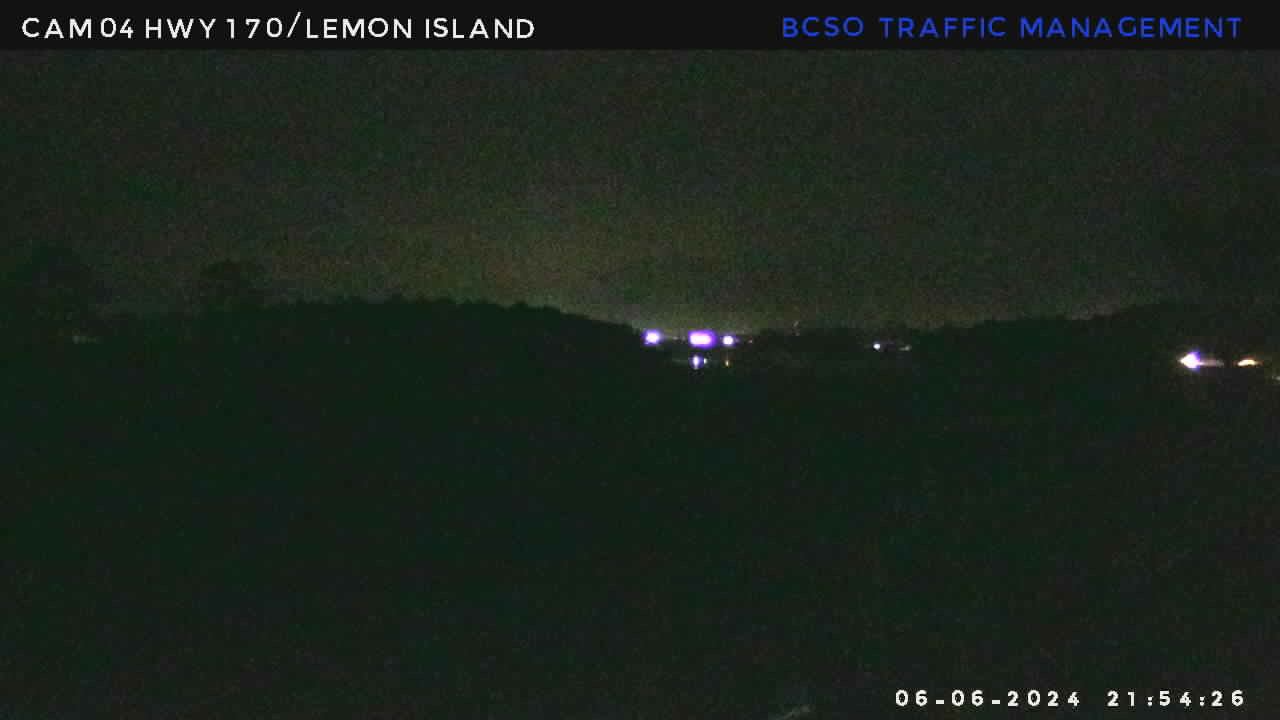 CAM04 HWY 170/LEMON ISLAND
BCSO TRAFFIC MANAGEMENT
06-06-2024 21:54:26